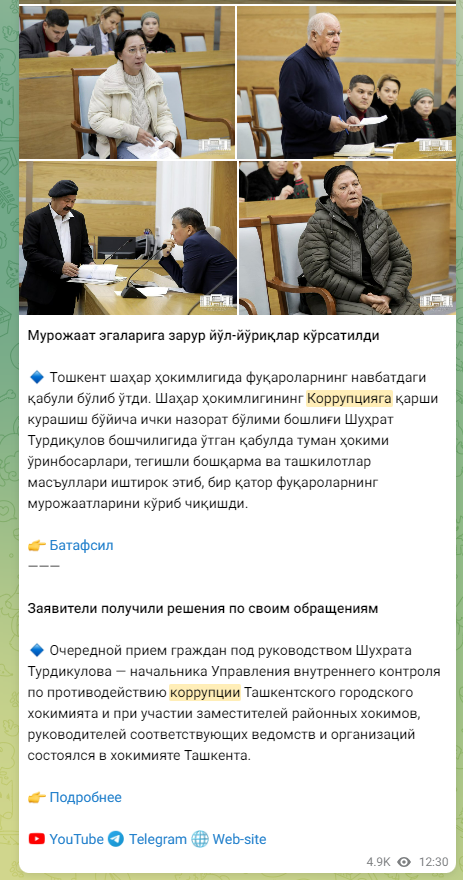 Мурожаат эгаларига зарур йўл-йўриқлар кўрсатилди
Тошкент шаҳар ҳокимлигида фуқароларнинг навбатдаги
қабули бўлиб ўтди. Шаҳар ҳокимлигининг Коррупцияга қарши
курашиш бўйича ички назорат бўлими бошлиғи Шуҳрат
Турдиқулов бошчилигида ўтган қабулда туман ҳокими
ўринбосарлари, тегишли бошқарма ва ташкилотлар
масъуллари иштирок этиб, бир қатор фуқароларнинг
мурожаатларини кўриб чиқишди.
👉 Батафсил
———
Заявители получили решения по своим обращениям
Очередной прием граждан под руководством Шухрата
Турдикулова — начальника Управления внутреннего контроля
по противодействию коррупции Ташкентского городского
хокимията и при участии заместителей районных хокимов,
руководителей соответствующих ведомств и организаций
состоялся в хокимияте Ташкента.
👉 Подробнее
YouTube Telegram Web-site
4.9K 12:30